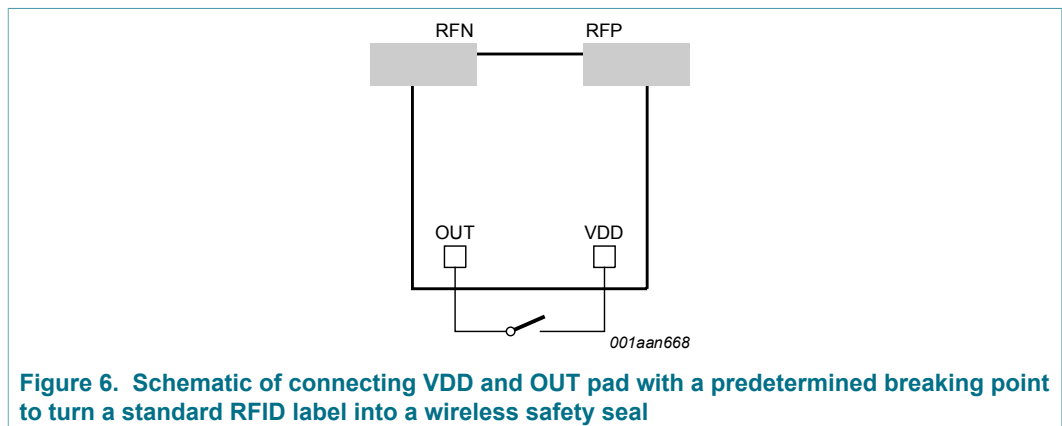 RFN RFP
OUT VDD
001aan668
Figure 6. Schematic of connecting VDD and OUT pad with a predetermined breaking point
to turn a standard RFID label into a wireless safety seal